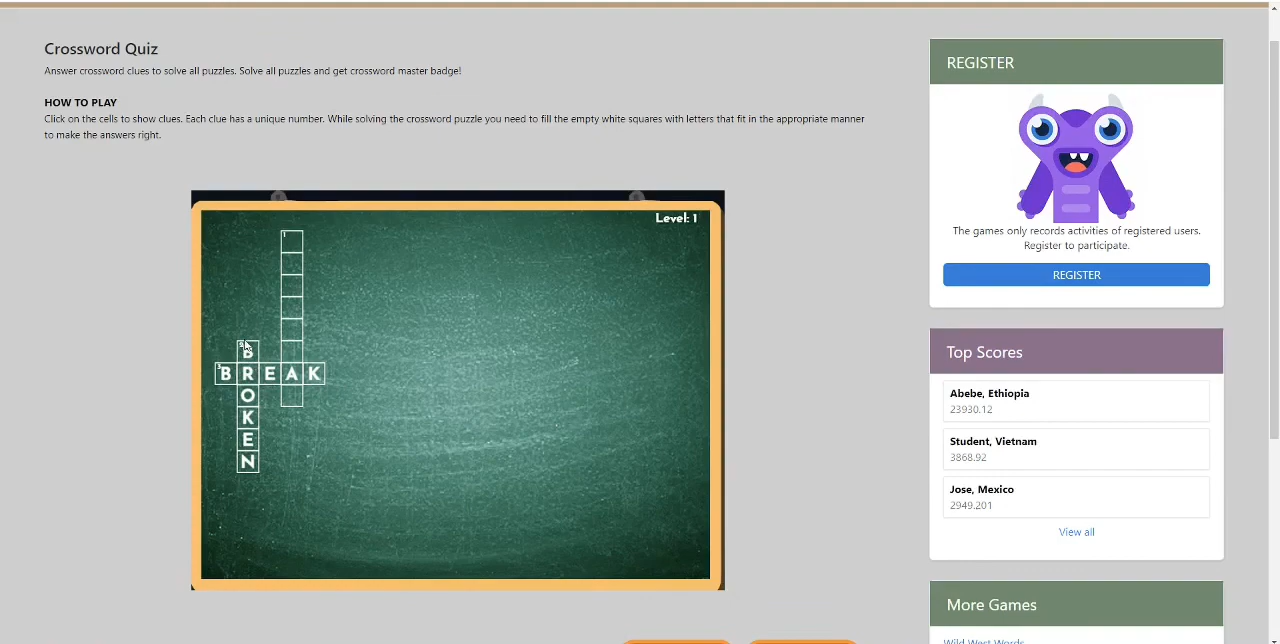 Crossword Quiz
Answer crossword clues to solve all puzzles. Solve all puzzles and get crossword master badge!
HOW TO PLAY
Click on the cells to show clues. Each clue has a unique number. While solving the crossword puzzle you need to fill the empty white squares with letters that fit in the appropriate manner
to make the answers right.
Level: 1
1
B
3 B R E A K
O
K
E
N
REGISTER
The games only records activities of registered users.
Register to participate.
REGISTER
Top Scores
Abebe, Ethiopia
23930.12
Student, Vietnam
3868.92
Jose, Mexico
2949.201
View all
More Games
Wild West Words